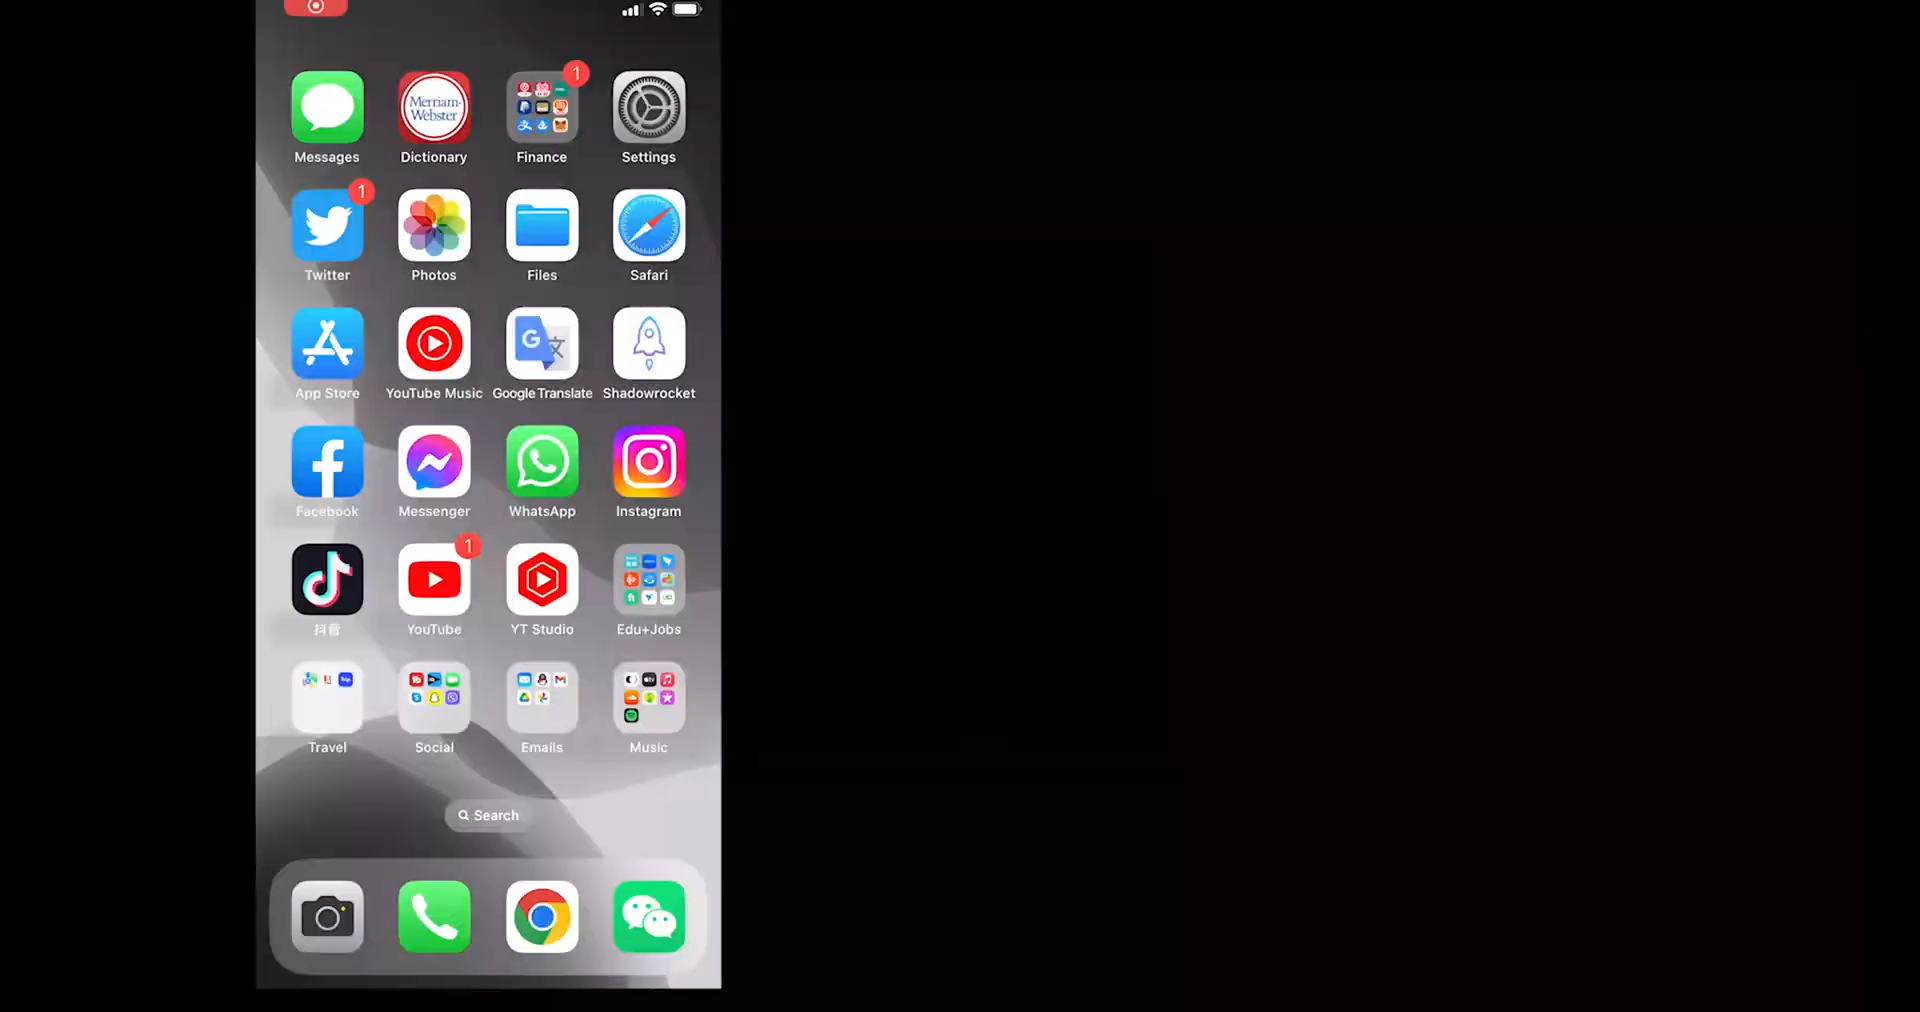 1
Merriam-
Webster
Messages Dictionary Finance Settings
1
Twitter Photos Files Safari
G 文
App Store YouTube Music Google Translate Shadowrocket
Facebook Messenger WhatsApp Instagram
1
抖音 YouTube YT Studio Edu+Jobs
Travel Social Emails Music
Search